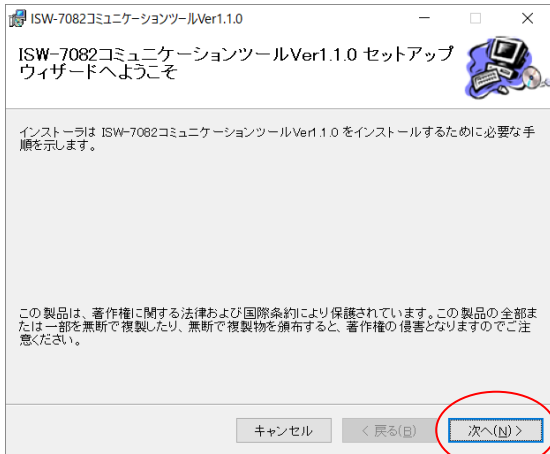 ISW-7082コミュニケーションツールVer1.1.0
ISW-7082コミュニケーションツールVer1.1.0 セットアップ
ウィザードへようこそ
インストーラは ISW-7082コミュニケーションツールVer1.1.0 をインストールするために必要な手
順を示します。
この製品は、著作権に関する法律および国際条約により保護されています。この製品の全部ま
たは一部を無断で複製したり、無断で複製物を頒布すると、著作権の侵害となりますのでご注
意ください。
キャンセル
< 戻る(B)
次へ(N) >